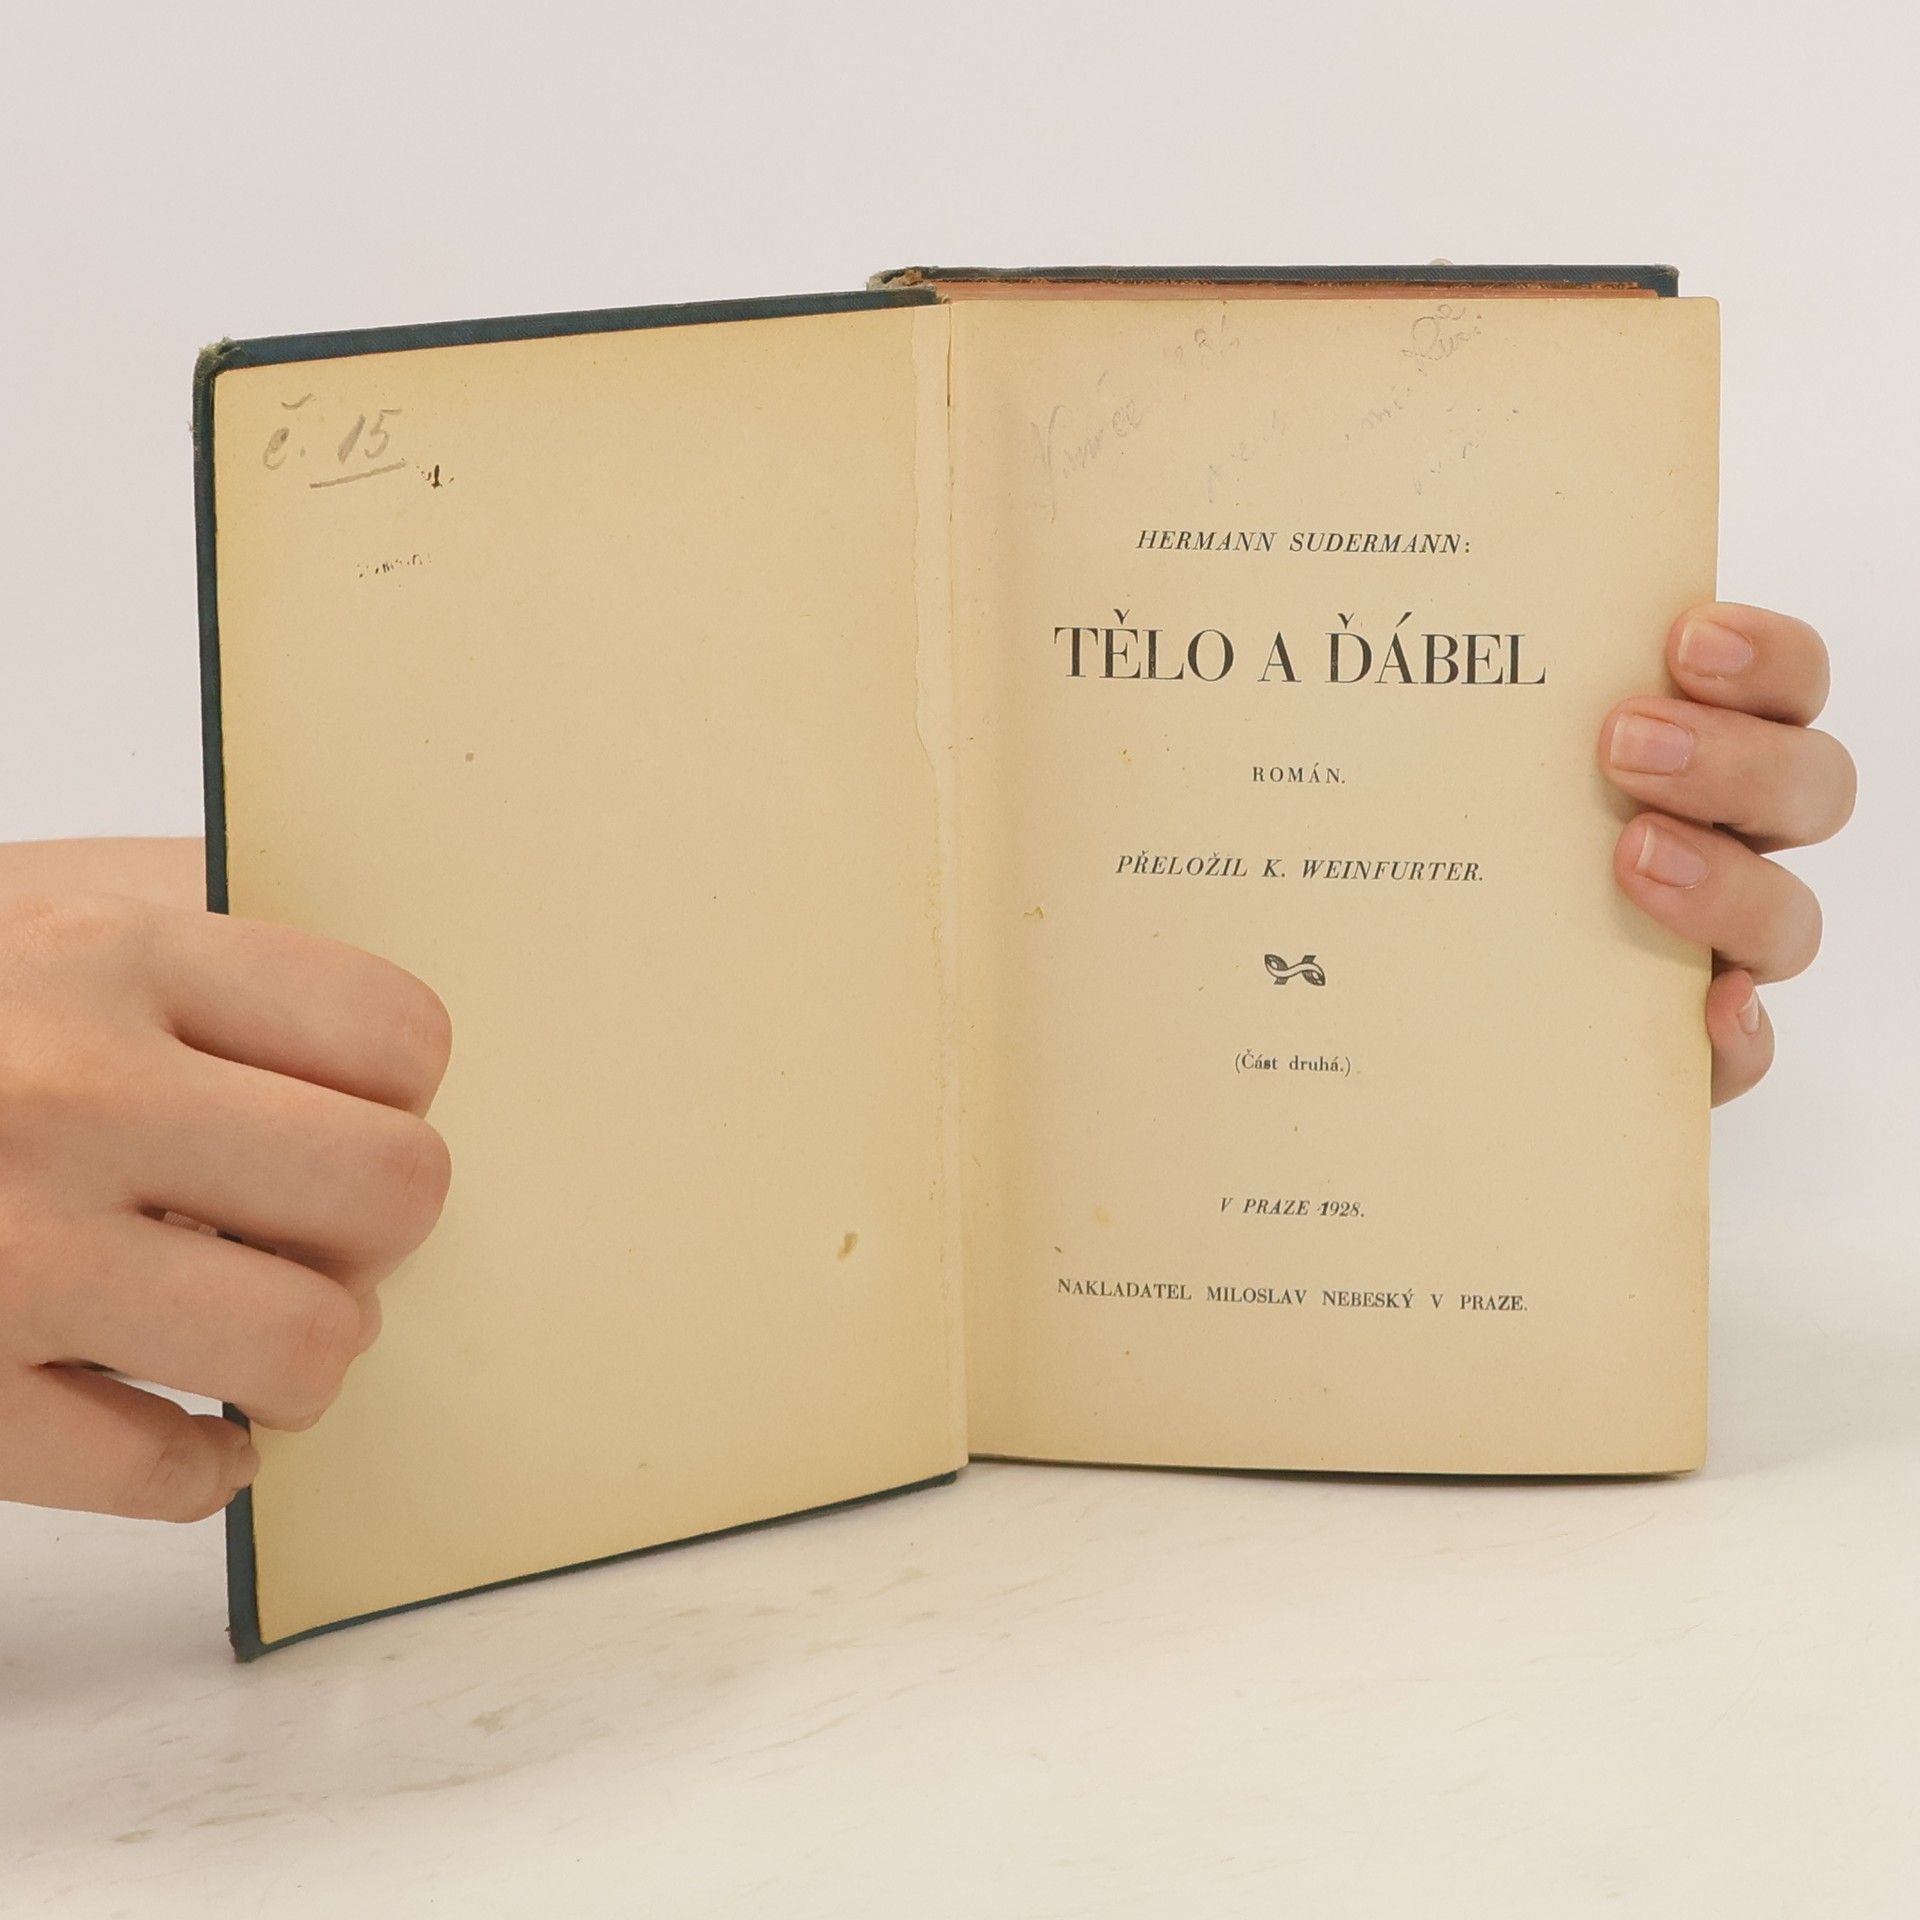 č. 15
HERMANN SUDERMANN:
TĚLO A ĎÁBEL
ROMÁN.
PŘELOŽIL K. WEINFURTER.
(Část druhá.)
V PRAZE 1928.
NAKLADATEL MILOSLAV NEBESKÝ V PRAZE.